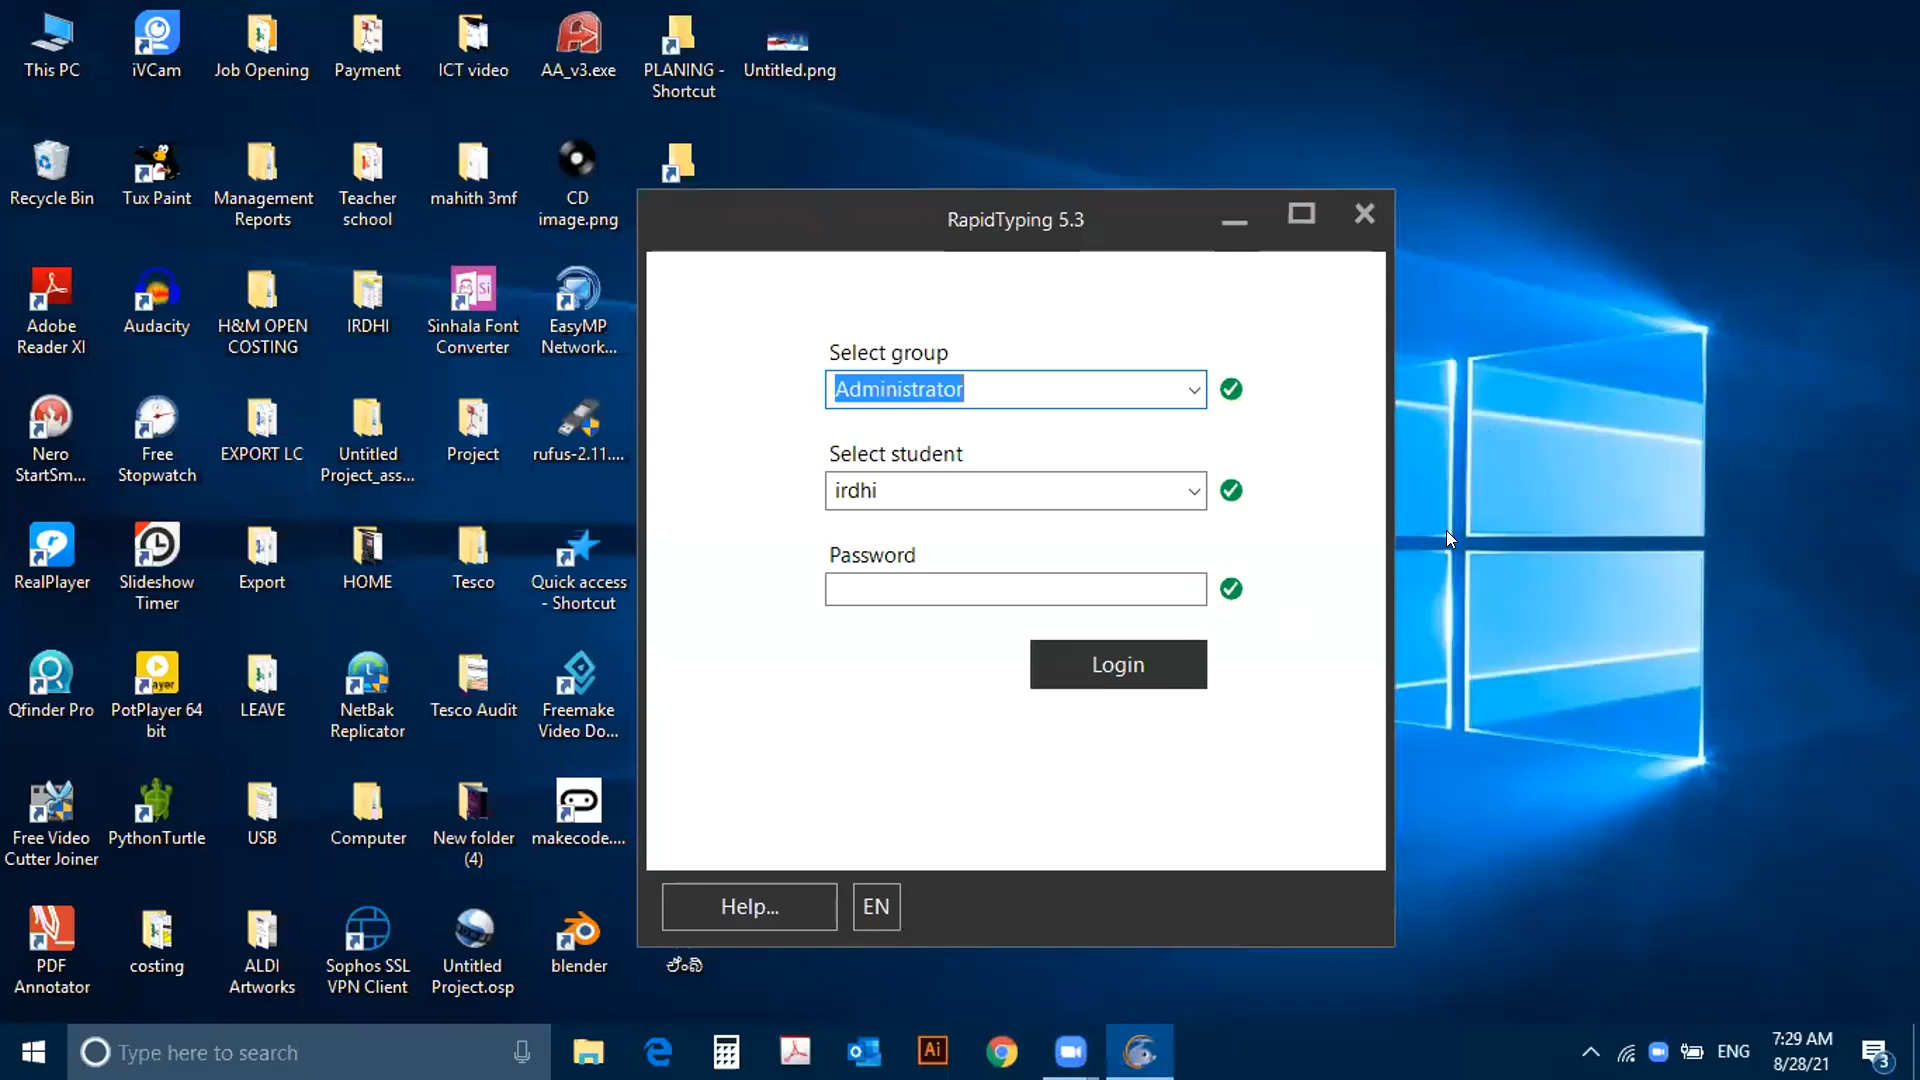 This PC
iVCam
Job Opening
Payment
ICT video
AA_v3.exe
PLANING -
Shortcut
Untitled.png
Recycle Bin
Tux Paint
Management
Reports
Teacher
school
mahith 3mf
CD
image.png
Adobe
Reader XI
Audacity
H&M OPEN
COSTING
IRDHI
Sinhala Font
Converter
EasyMP
Network...
Nero
StartSm...
Free
Stopwatch
EXPORT LC
Untitled
Project_ass...
Project
rufus-2.11....
RealPlayer
Slideshow
Timer
Export
HOME
Tesco
Quick access
- Shortcut
Qfinder Pro
PotPlayer 64
bit
LEAVE
NetBak
Replicator
Tesco Audit
Freemake
Video Do...
Free Video
Cutter Joiner
PythonTurtle
USB
Computer
New folder
(4)
makecode....
PDF
Annotator
costing
ALDI
Artworks
Sophos SSL
VPN Client
Untitled
Project.osp
blender
RapidTyping 5.3
Select group
Administrator
Select student
irdhi
Password
Login
Help...
EN
Type here to search
Ai
ENG
7:29 AM
8/28/21
3